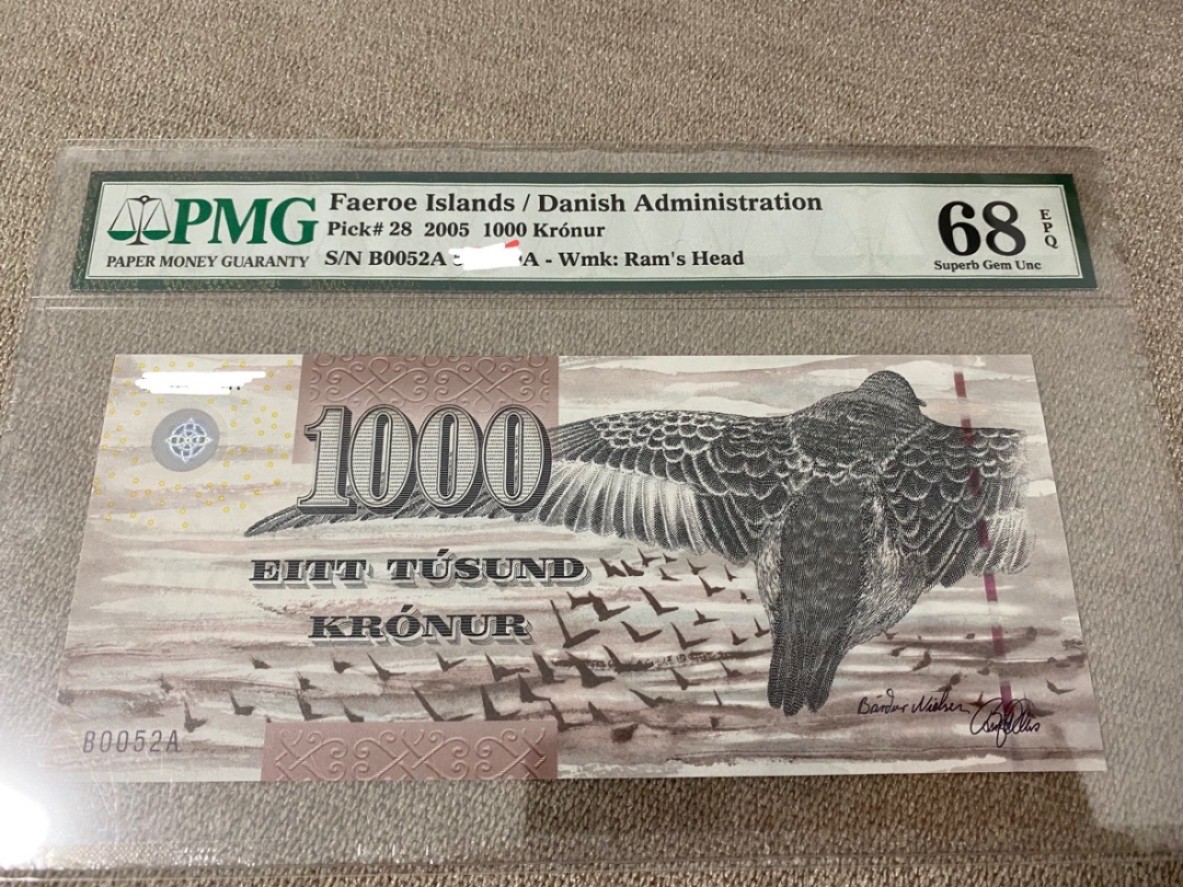 PMG
PAPER MONEY GUARANTY
Faeroe Islands / Danish Administration
Pick# 28 2005 1000 Krónur
S/N B0052A A - Wmk: Ram's Head
68
EPQ
Superb Gem Unc
1000
EITT TÚSUND
KRÓNUR
B0052A